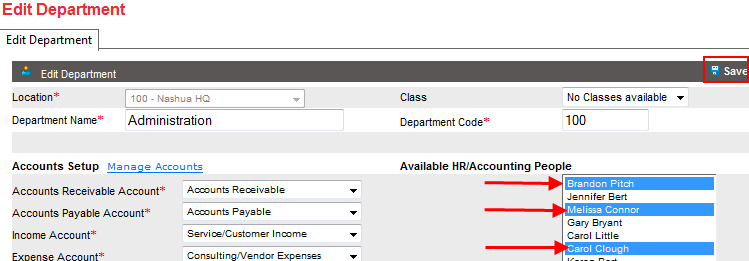 Edit Department
Edit Department
Edit Department Save
Location* 100 - Nashua HQ Class No Classes available
Department Name* Administration Department Code* 100
Accounts Setup Manage Accounts Available HR/Accounting People
Accounts Receivable Account* Accounts Receivable
Accounts Payable Account* Accounts Payable
Income Account* Service/Customer Income
Expense Account* Consulting/Vendor Expenses
Brandon Pitch
Jennifer Bert
Melissa Connor
Gary Bryant
Carol Little
Carol Clough